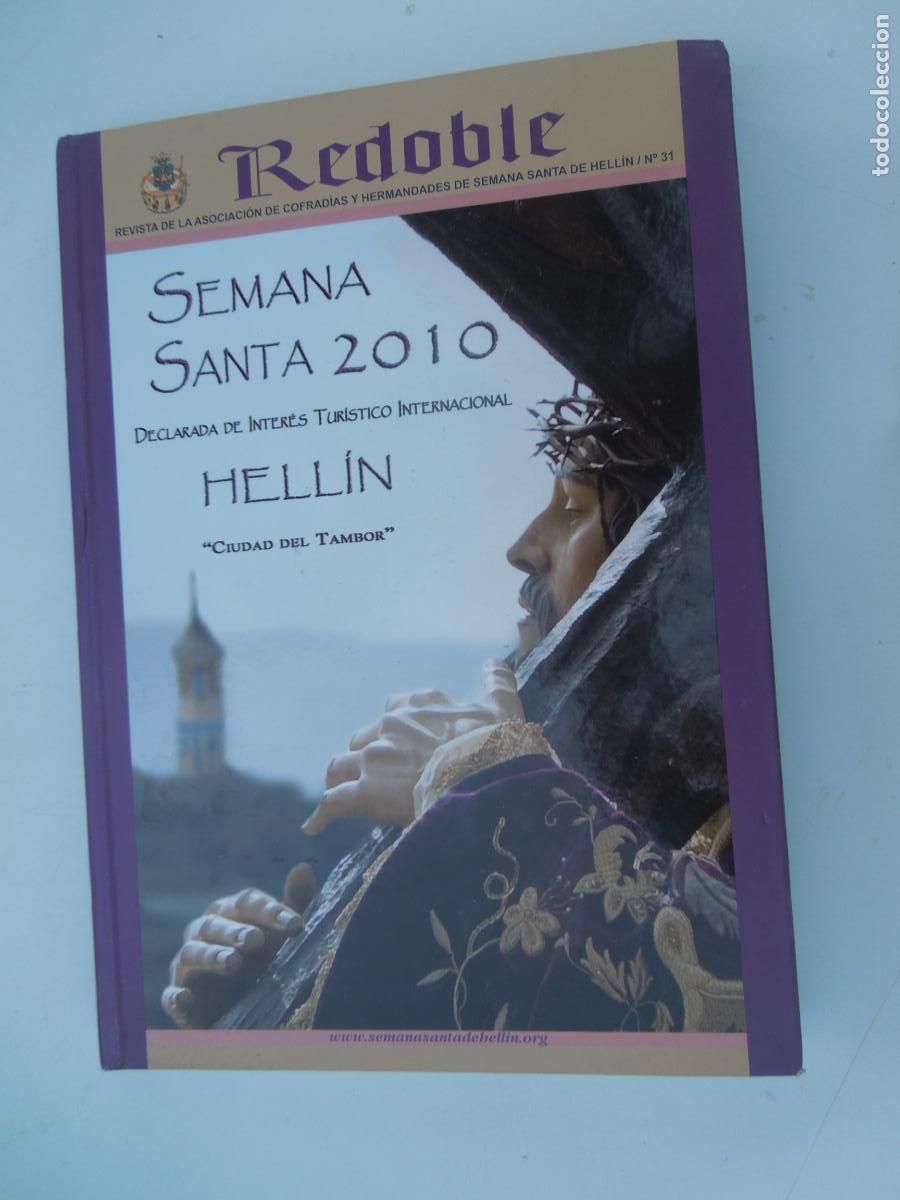 Redoble
REVISTA DE LA ASOCIACIÓN DE COFRADÍAS Y HERMANDADES DE SEMANA SANTA DE HELLÍN / Nº 31
SEMANA
SANTA 2010
DECLARADA DE INTERÉS TURÍSTICO INTERNACIONAL
HELLÍN
"CIUDAD DEL TAMBOR"
www.semanasantadehellin.org
todocoleccion